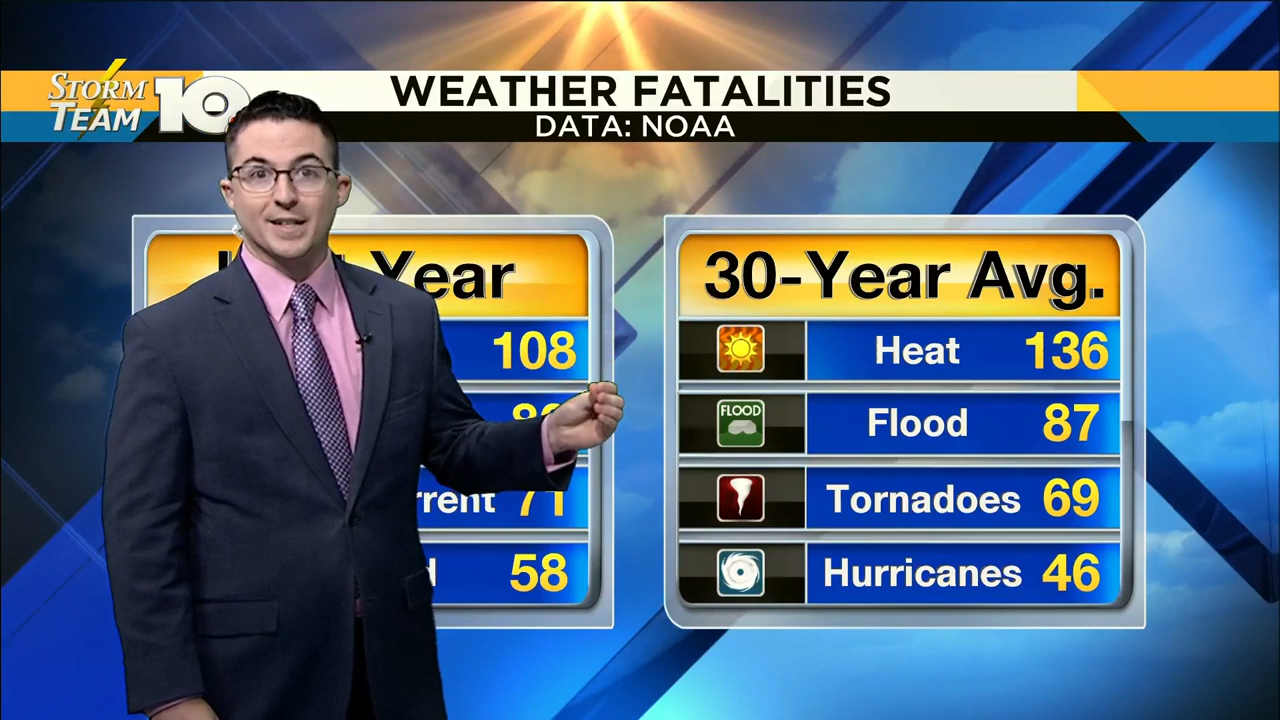 STORM
TEAM 10
WEATHER FATALITIES
DATA: NOAA
Year
108
71
58
30-Year Avg.
Heat 136
FLOOD
Flood 87
Tornadoes 69
Hurricanes 46